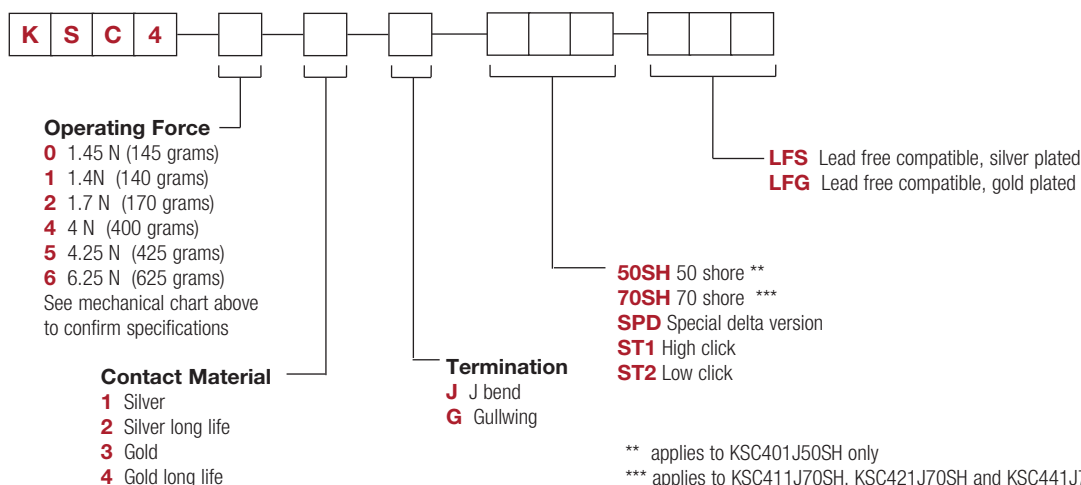 K S C 4
Operating Force
0 1.45 N (145 grams)
1 1.4N (140 grams)
2 1.7 N (170 grams)
4 4 N (400 grams)
5 4.25 N (425 grams)
6 6.25 N (625 grams)
See mechanical chart above
to confirm specifications
Contact Material
1 Silver
2 Silver long life
3 Gold
4 Gold long life
Termination
J J bend
G Gullwing
50SH 50 shore **
70SH 70 shore ***
SPD Special delta version
ST1 High click
ST2 Low click
LFS Lead free compatible, silver plated
LFG Lead free compatible, gold plated
** applies to KSC401J50SH only
*** applies to KSC411J70SH, KSC421J70SH and